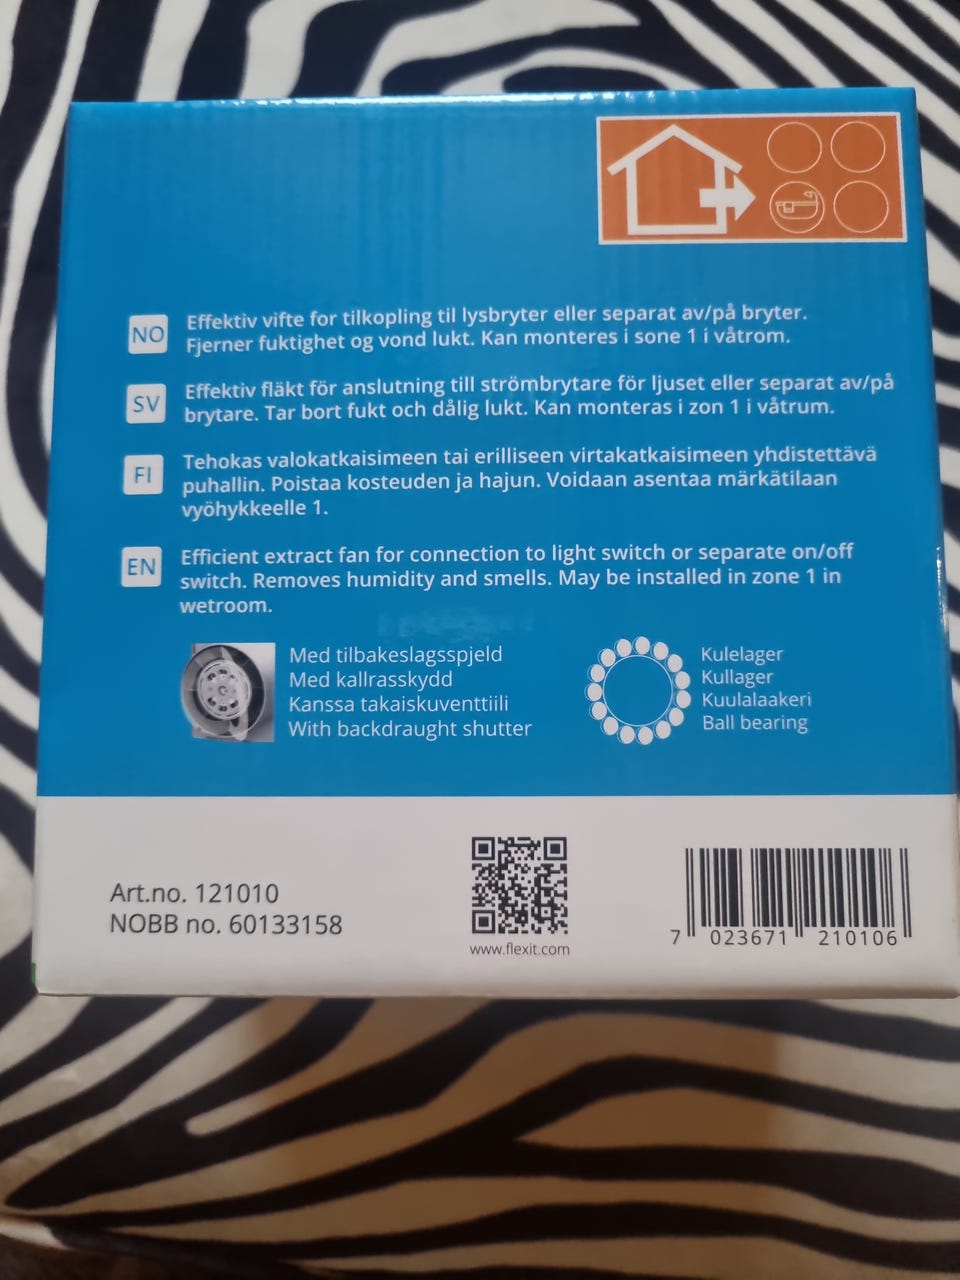 NO
Effektiv vifte for tilkopling til lysbryter eller separat av/på bryter.
Fjerner fuktighet og vond lukt. Kan monteres i sone 1 i våtrom.
SV
Effektiv fläkt för anslutning till strömbrytare för ljuset eller separat av/på
brytare. Tar bort fukt och dålig lukt. Kan monteras i zon 1 i våtrum.
FI
Tehokas valokatkaisimeen tai erilliseen virtakatkaisimeen yhdistettävä
puhallin. Poistaa kosteuden ja hajun. Voidaan asentaa märkätilaan
vyöhykkeelle 1.
EN
Efficient extract fan for connection to light switch or separate on/off
switch. Removes humidity and smells. May be installed in zone 1 in
wetroom.
Med tilbakeslagsspjeld
Med kallrasskydd
Kanssa takaiskuventtiili
With backdraught shutter
Kulelager
Kullager
Kuulalaakeri
Ball bearing
Art.no. 121010
NOBB no. 60133158
www.flexit.com
7 023671 210106